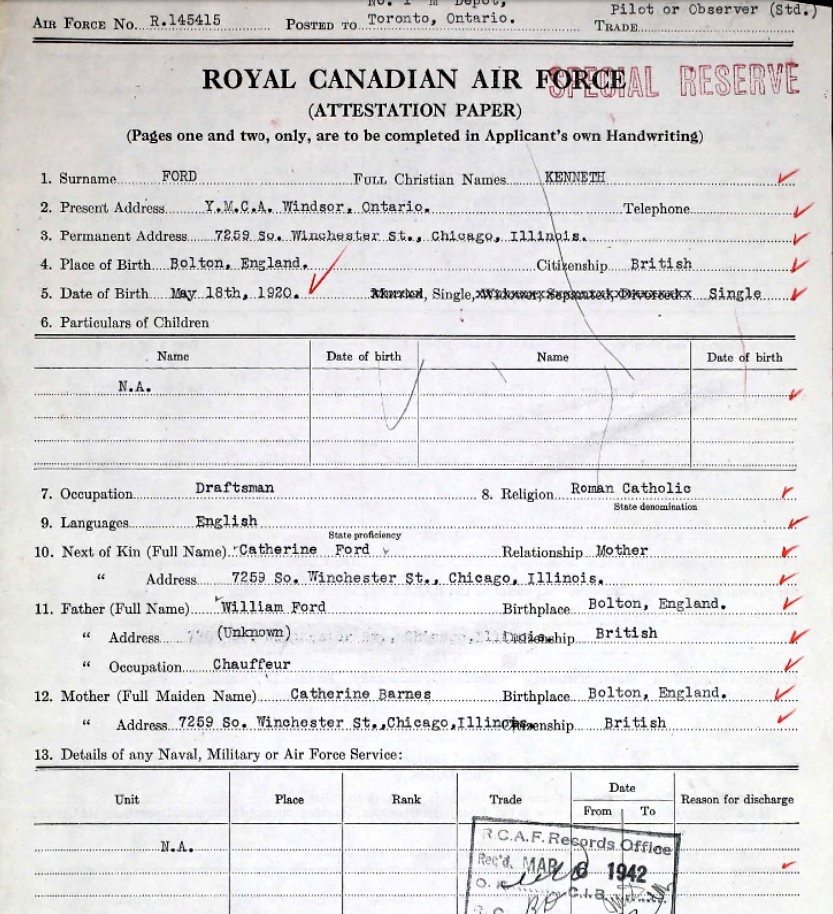 No. 1 "M" Depot,
Pilot or Observer (Std.)
AIR FORCE No. R.145415 POSTED TO Toronto, Ontario. TRADE
ROYAL CANADIAN AIR FORCE SPECIAL RESERVE
(ATTESTATION PAPER)
(Pages one and two, only, are to be completed in Applicant's own Handwriting)
1. Surname FORD FULL Christian Names KENNETH
2. Present Address Y.M.C.A. Windsor, Ontario. Telephone
3. Permanent Address 7259 So. Winchester St., Chicago, Illinois.
4. Place of Birth Bolton, England. Citizenship British
5. Date of Birth May 18th, 1920. Married, Single, Widower, Separated, Divorced Single
6. Particulars of Children
Name Date of birth Name Date of birth
N.A.
7. Occupation Draftsman 8. Religion Roman Catholic
State denomination
9. Languages English
State proficiency
10. Next of Kin (Full Name) Catherine Ford Relationship Mother
" Address 7259 So. Winchester St., Chicago, Illinois.
11. Father (Full Name) William Ford Birthplace Bolton, England.
" Address (Unknown) Citizenship British
" Occupation Chauffeur
12. Mother (Full Maiden Name) Catherine Barnes Birthplace Bolton, England.
" Address 7259 So. Winchester St.,Chicago,Illinois. Citizenship British
13. Details of any Naval, Military or Air Force Service:
Unit Place Rank Trade Date Reason for discharge
From To
N.A.
R.C.A.F. Records Office
Rec'd. MAR 6 1942
C.I.B.